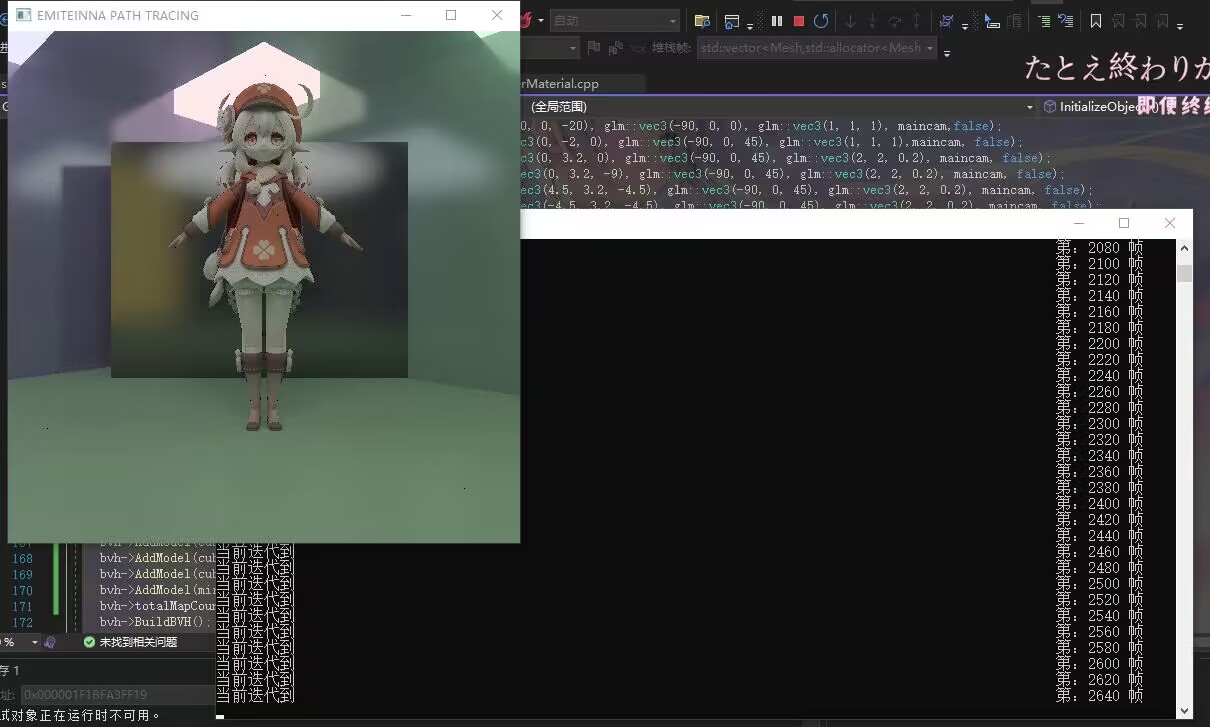 EMITEINNA PATH TRACING
自动
堆栈帧:
std::vector<Mesh,std::allocator<Mesh
rMaterial.cpp
(全局范围)
InitializeObjec
たとえ終わりが
即便终结
0, 0, -20), glm::vec3(-90, 0, 0), glm::vec3(1, 1, 1), maincam,false);
c3(0, -2, 0), glm::vec3(-90, 0, 45), glm::vec3(1, 1, 1),maincam, false);
c3(0, 3.2, 0), glm::vec3(-90, 0, 45), glm::vec3(2, 2, 0.2), maincam, false);
c3(0, 3.2, -9), glm::vec3(-90, 0, 45), glm::vec3(2, 2, 0.2), maincam, false);
ec3(4.5, 3.2, -4.5), glm::vec3(-90, 0, 45), glm::vec3(2, 2, 0.2), maincam, false);
ec3(-4.5, 3.2, -4.5), glm::vec3(-90, 0, 45), glm::vec3(2, 2, 0.2), maincam, false);
第: 2080 帧
第: 2100 帧
第: 2120 帧
第: 2140 帧
第: 2160 帧
第: 2180 帧
第: 2200 帧
第: 2220 帧
第: 2240 帧
第: 2260 帧
第: 2280 帧
第: 2300 帧
第: 2320 帧
第: 2340 帧
第: 2360 帧
第: 2380 帧
第: 2400 帧
第: 2420 帧
第: 2440 帧
当前迭代到 第: 2460 帧
当前迭代到 第: 2480 帧
当前迭代到 第: 2500 帧
当前迭代到 第: 2520 帧
当前迭代到 第: 2540 帧
当前迭代到 第: 2560 帧
当前迭代到 第: 2580 帧
当前迭代到 第: 2600 帧
当前迭代到 第: 2620 帧
当前迭代到 第: 2640 帧
168 bvh->AddModel(cub
169 bvh->AddModel(cub
170 bvh->AddModel(mi
171 bvh->totalMapCou
172 bvh->BuildBVH();
%
未找到相关问题
存 1
址: 0x000001F1BFA3FF19
试对象正在运行时不可用。